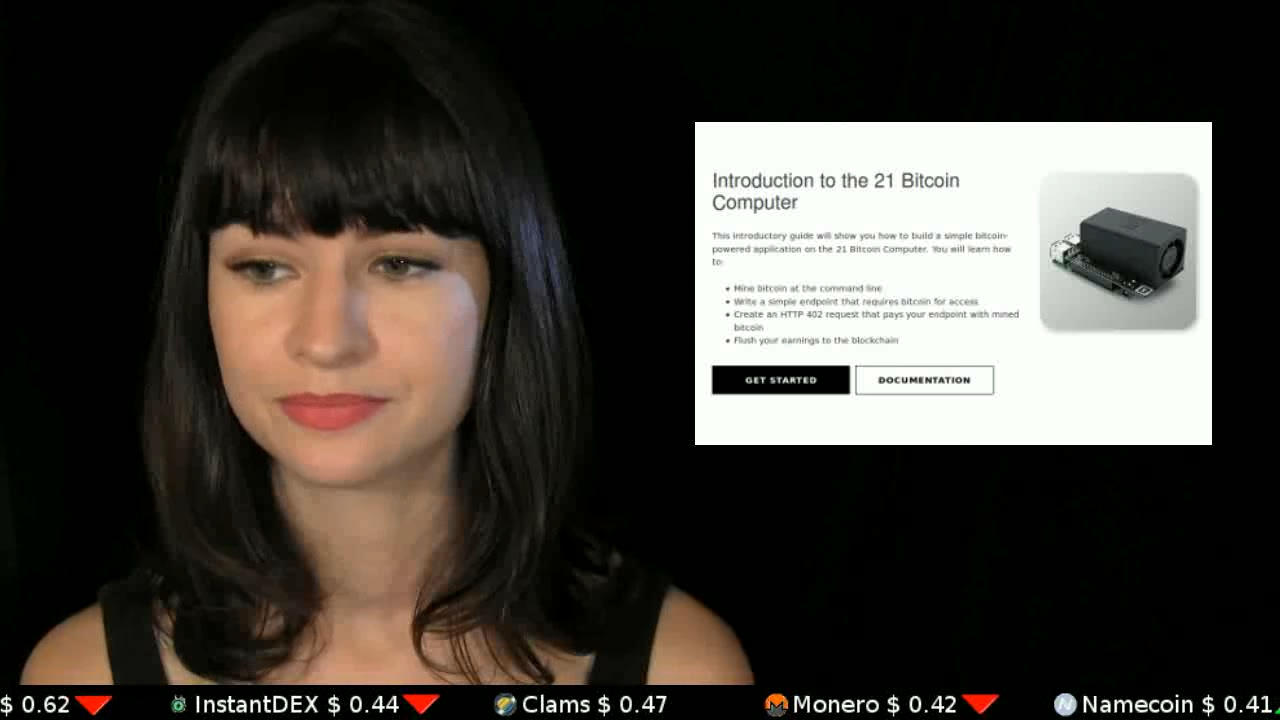 Introduction to the 21 Bitcoin
Computer
This introductory guide will show you how to build a simple bitcoin-
powered application on the 21 Bitcoin Computer. You will learn how
to:
• Mine bitcoin at the command line
• Write a simple endpoint that requires bitcoin for access
• Create an HTTP 402 request that pays your endpoint with mined
bitcoin
• Flush your earnings to the blockchain
GET STARTED DOCUMENTATION
$ 0.62 InstantDEX $ 0.44 Clams $ 0.47 Monero $ 0.42 Namecoin $ 0.41